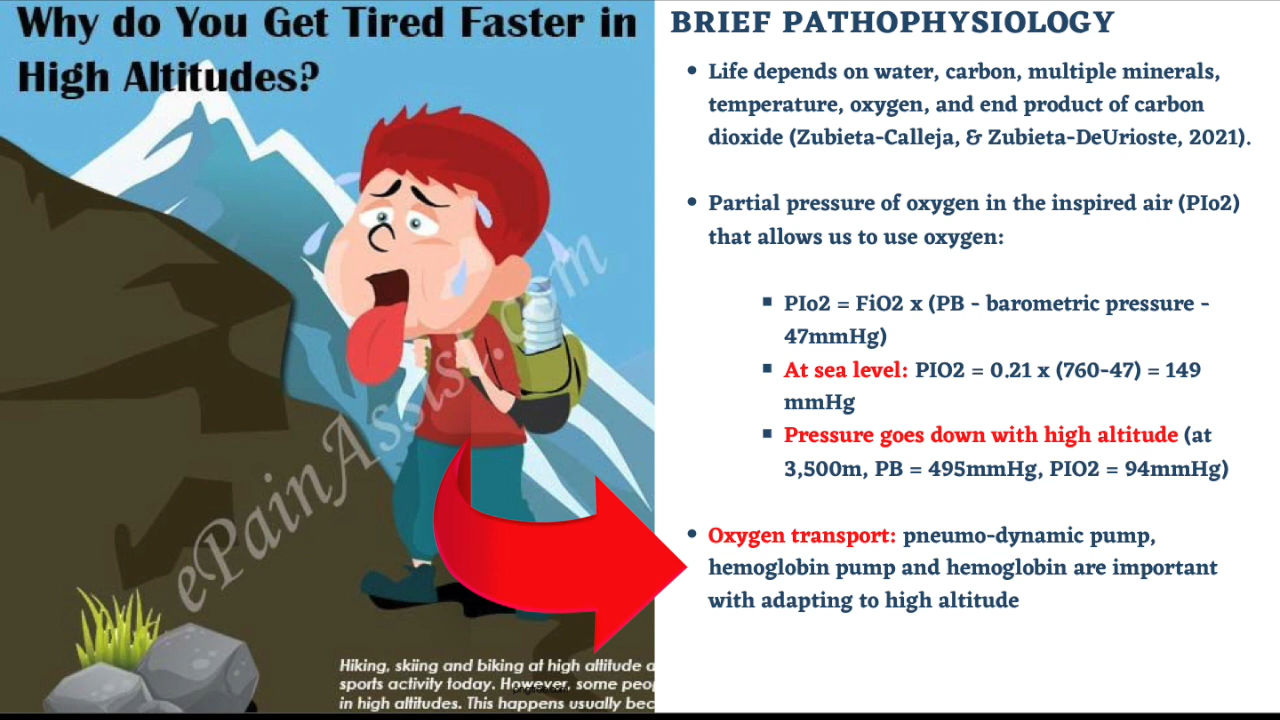 Why do You Get Tired Faster in
High Altitudes?
ePainAssist.com
Hiking, skiing and biking at high altitude a
sports activity today. However, some peop
in high altitudes. This happens usually bec
BRIEF PATHOPHYSIOLOGY
• Life depends on water, carbon, multiple minerals,
temperature, oxygen, and end product of carbon
dioxide (Zubieta-Calleja, & Zubieta-DeUrioste, 2021).
• Partial pressure of oxygen in the inspired air (PIo2)
that allows us to use oxygen:
▪ PIo2 = FiO2 x (PB - barometric pressure -
47mmHg)
▪ At sea level: PIO2 = 0.21 x (760-47) = 149
mmHg
▪ Pressure goes down with high altitude (at
3,500m, PB = 495mmHg, PIO2 = 94mmHg)
• Oxygen transport: pneumo-dynamic pump,
hemoglobin pump and hemoglobin are important
with adapting to high altitude